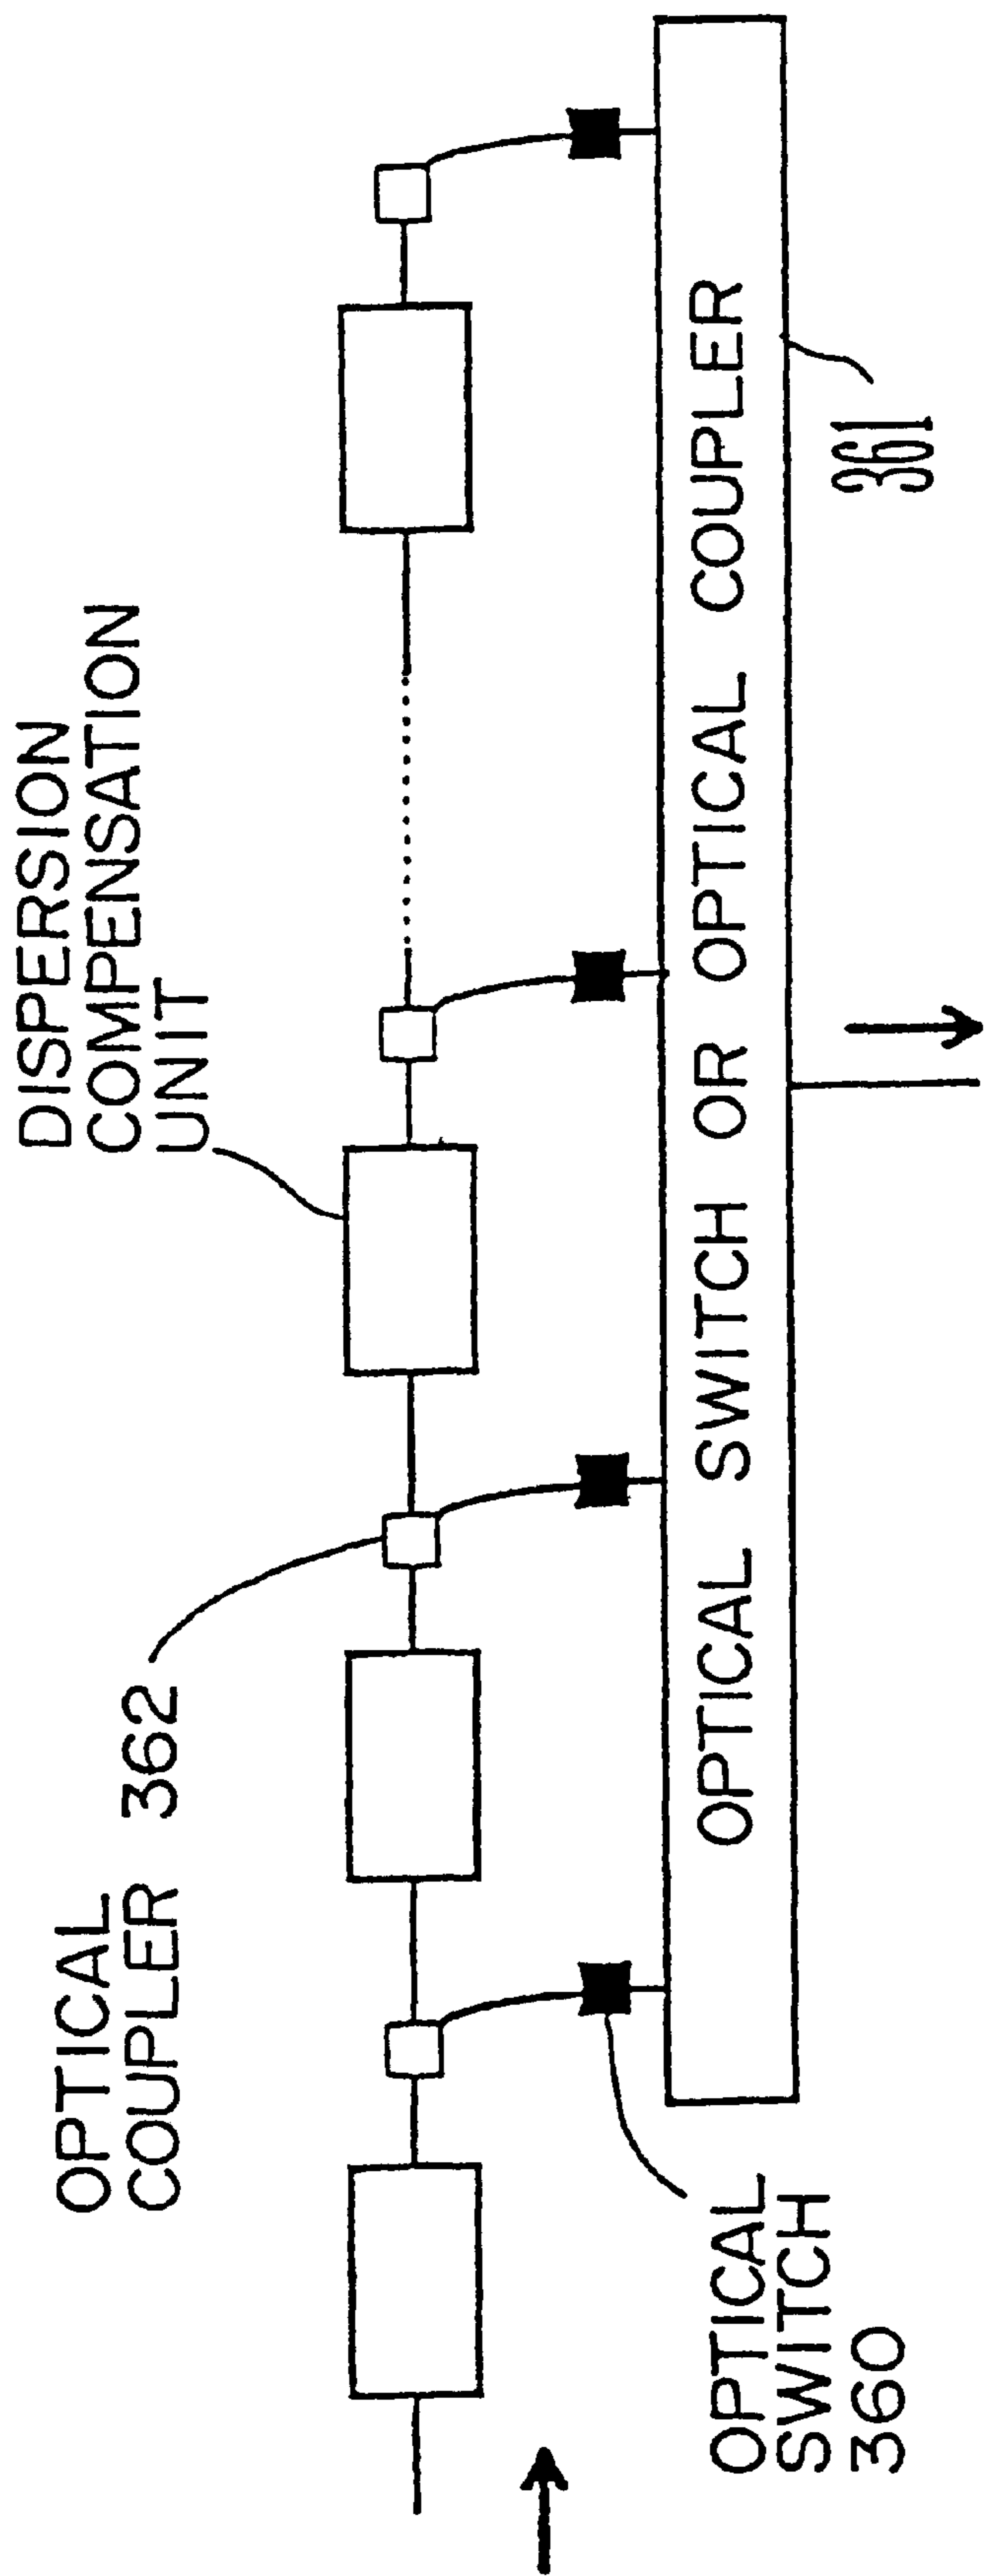 DISPERSION
COMPENSATION
UNIT
OPTICAL
COUPLER 362
OPTICAL SWITCH OR OPTICAL COUPLER
361
OPTICAL
SWITCH
360